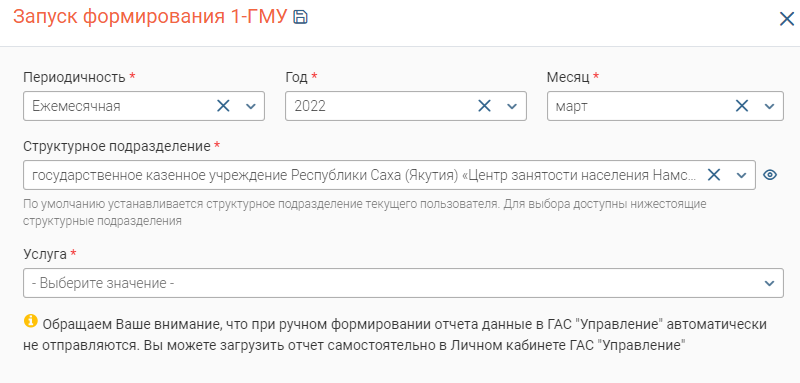 Запуск формирования 1-ГМУ
Периодичность * Год * Месяц *
Ежемесячная 2022 март
Структурное подразделение *
государственное казенное учреждение Республики Саха (Якутия) «Центр занятости населения Намс...
По умолчанию устанавливается структурное подразделение текущего пользователя. Для выбора доступны нижестоящие
структурные подразделения
Услуга *
- Выберите значение -
Обращаем Ваше внимание, что при ручном формировании отчета данные в ГАС "Управление" автоматически
не отправляются. Вы можете загрузить отчет самостоятельно в Личном кабинете ГАС "Управление"